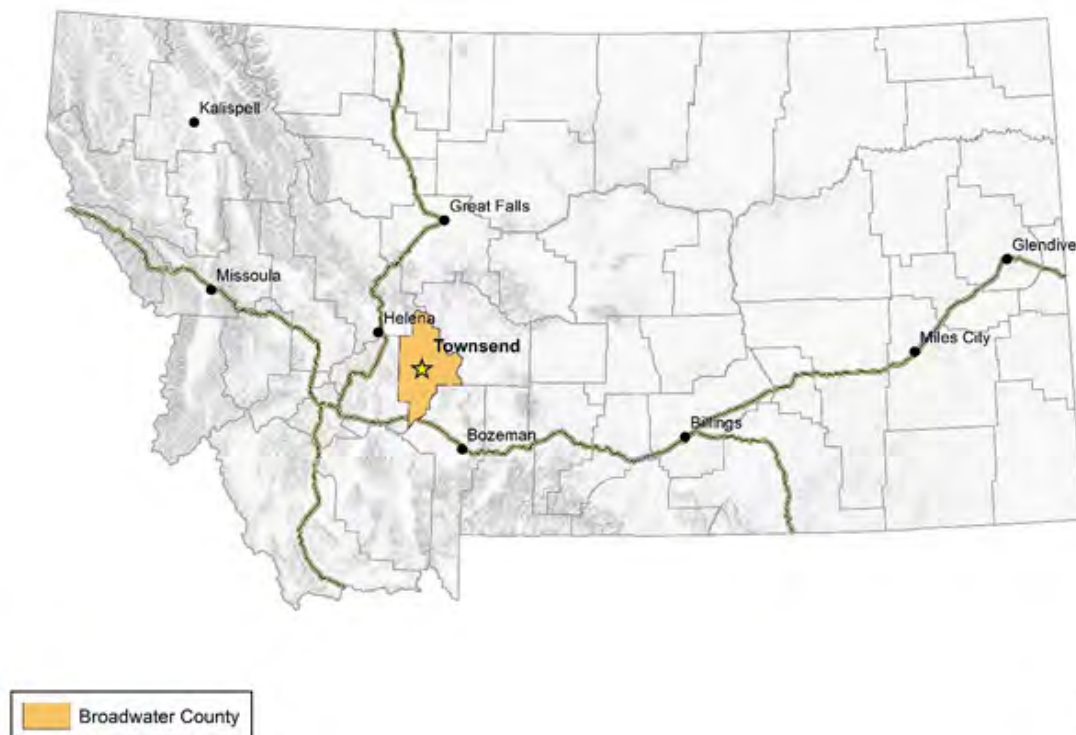 Kalispell
Great Falls
Glendive
Missoula
Helena
Townsend
Miles City
Bozeman
Billings
Broadwater County